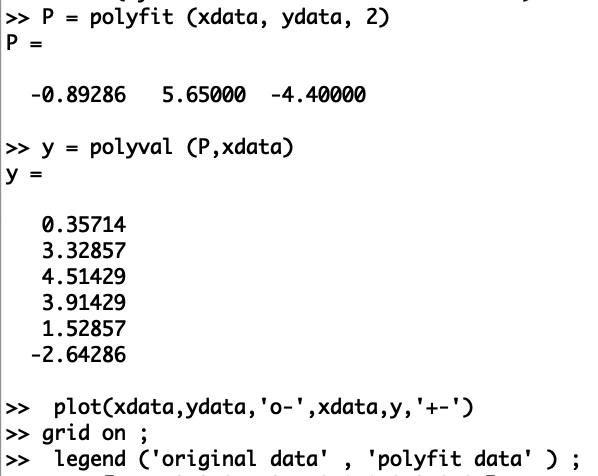 >> P = polyfit (xdata, ydata, 2)
P =
-0.89286 5.65000 -4.40000
>> y = polyval (P,xdata)
y =
0.35714
3.32857
4.51429
3.91429
1.52857
-2.64286
>> plot(xdata,ydata,'o-',xdata,y,'+-')
>> grid on ;
>> legend ('original data' , 'polyfit data' ) ;